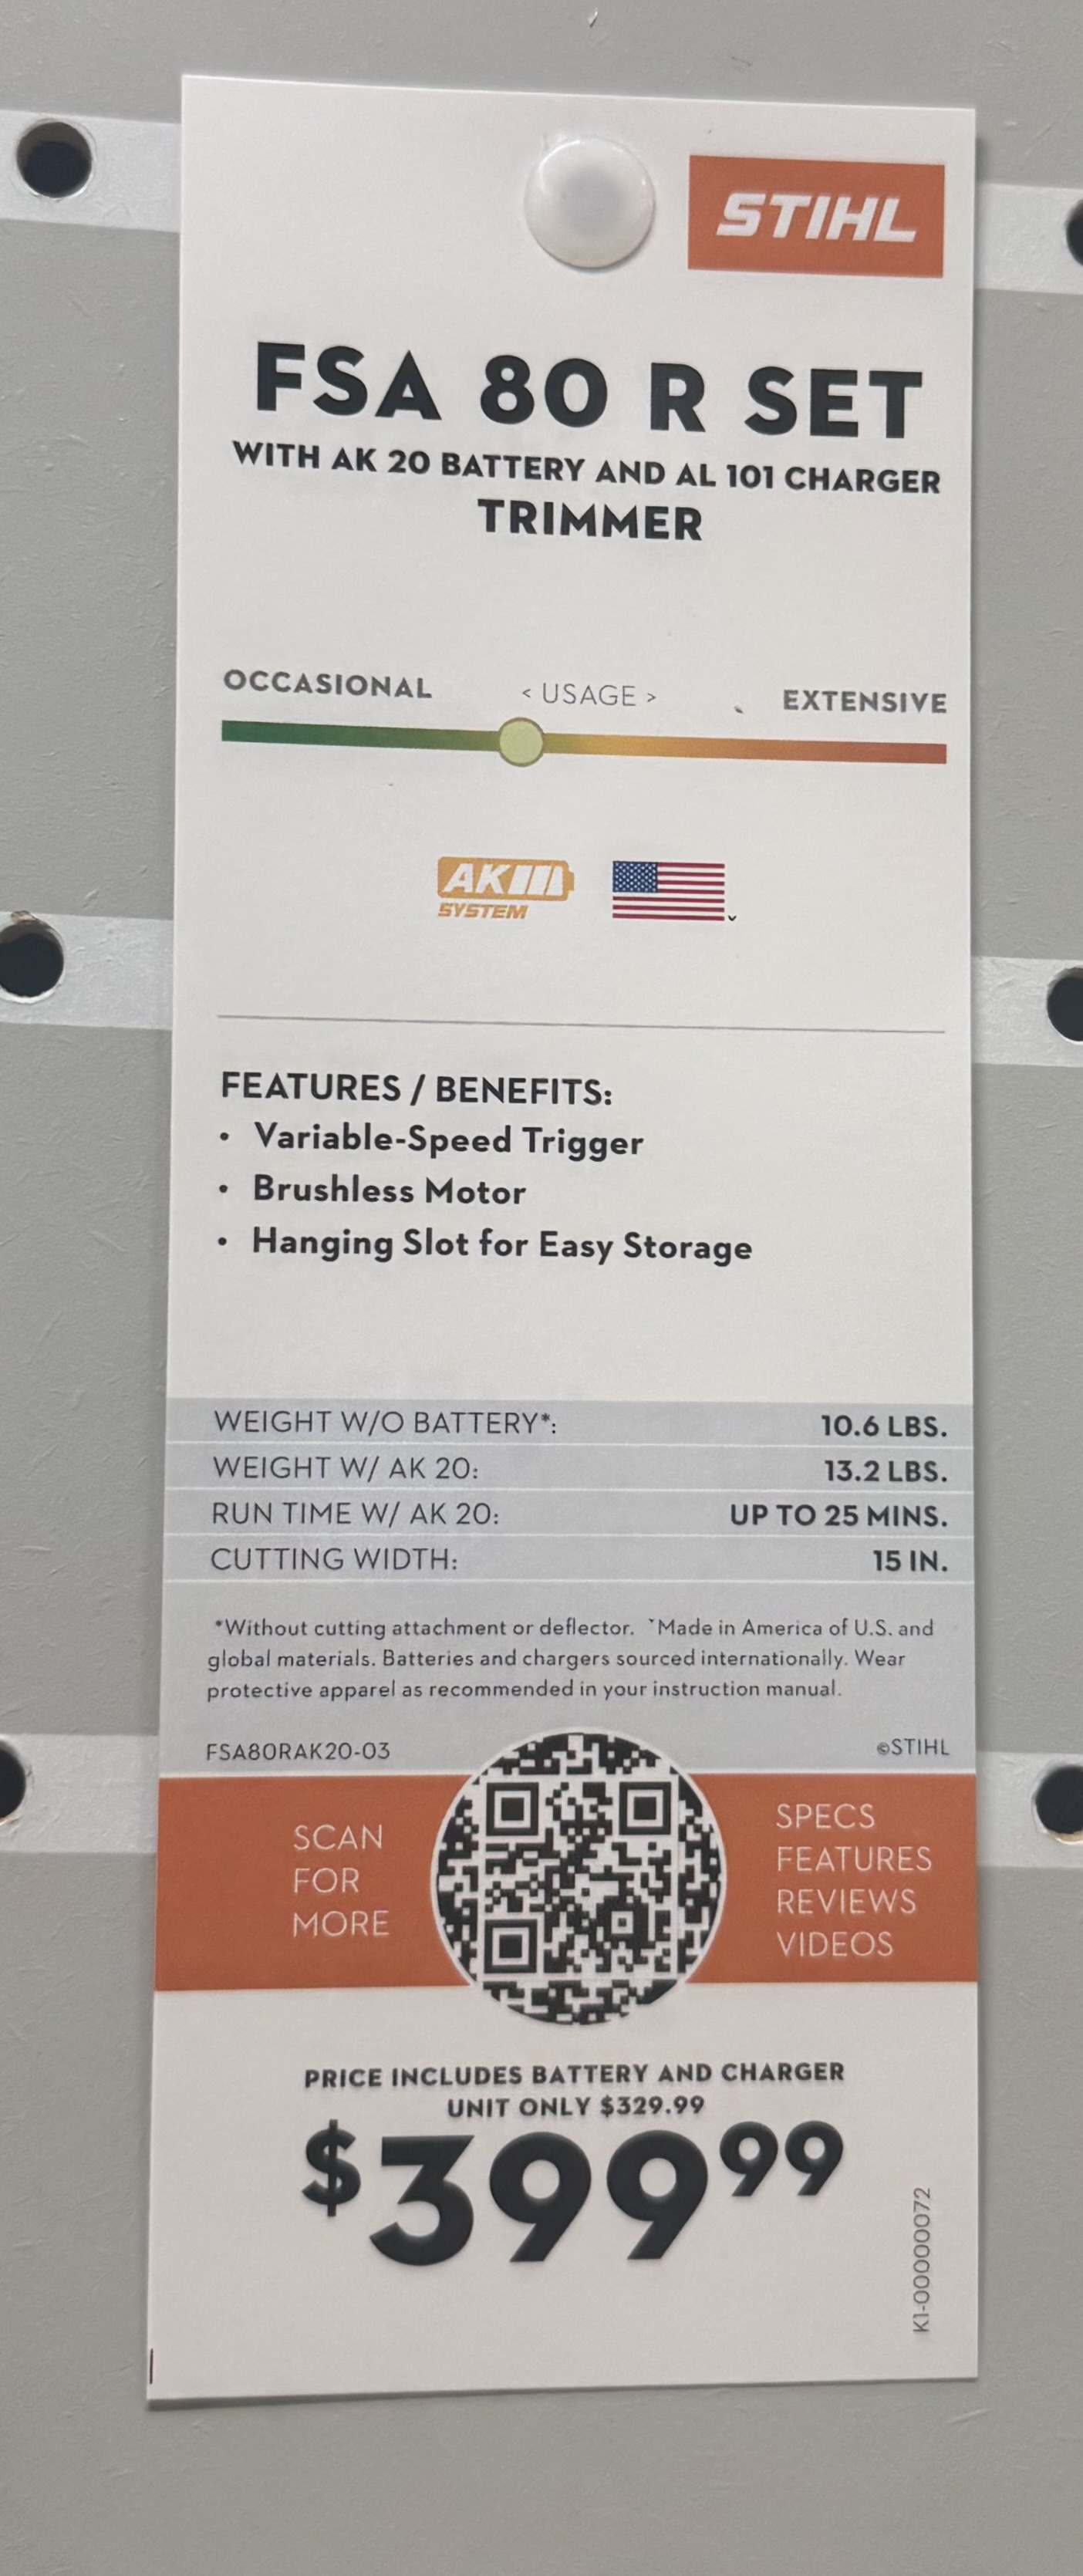 STIHL
FSA 80 R SET
WITH AK 20 BATTERY AND AL 101 CHARGER
TRIMMER
OCCASIONAL < USAGE > EXTENSIVE
AK
SYSTEM
FEATURES / BENEFITS:
• Variable-Speed Trigger
• Brushless Motor
• Hanging Slot for Easy Storage
WEIGHT W/O BATTERY*: 10.6 LBS.
WEIGHT W/ AK 20: 13.2 LBS.
RUN TIME W/ AK 20: UP TO 25 MINS.
CUTTING WIDTH: 15 IN.
*Without cutting attachment or deflector. ˇMade in America of U.S. and
global materials. Batteries and chargers sourced internationally. Wear
protective apparel as recommended in your instruction manual.
FSA80RAK20-03 ©STIHL
SCAN
FOR
MORE
SPECS
FEATURES
REVIEWS
VIDEOS
PRICE INCLUDES BATTERY AND CHARGER
UNIT ONLY $329.99
$399 99
K1-00000072